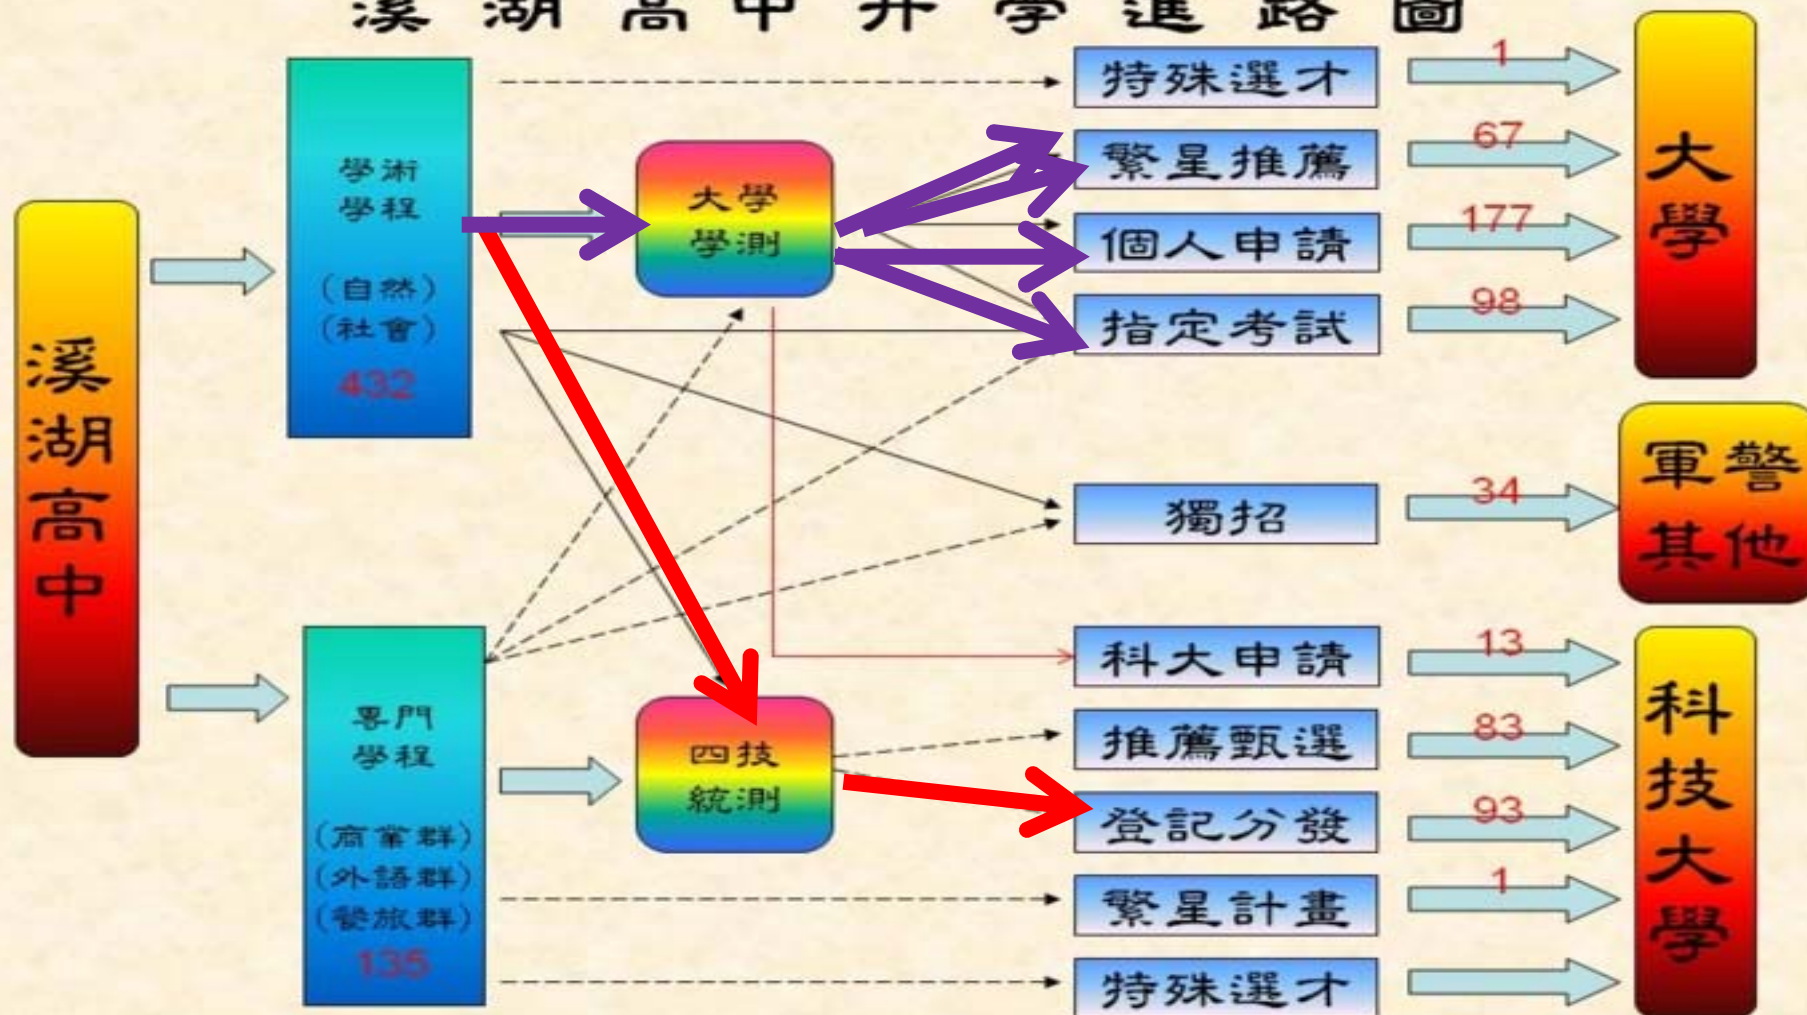 溪湖高中升學進路圖
溪湖高中
學術
學程
(自然)
(社會)
432
專門
學程
(商業群)
(外語群)
(餐旅群)
135
大學
學測
四技
統測
特殊選才
1
繁星推薦
67
個人申請
177
指定考試
98
大學
獨招
34
軍警
其他
科大申請
13
推薦甄選
83
登記分發
93
繁星計畫
1
特殊選才
科技大學